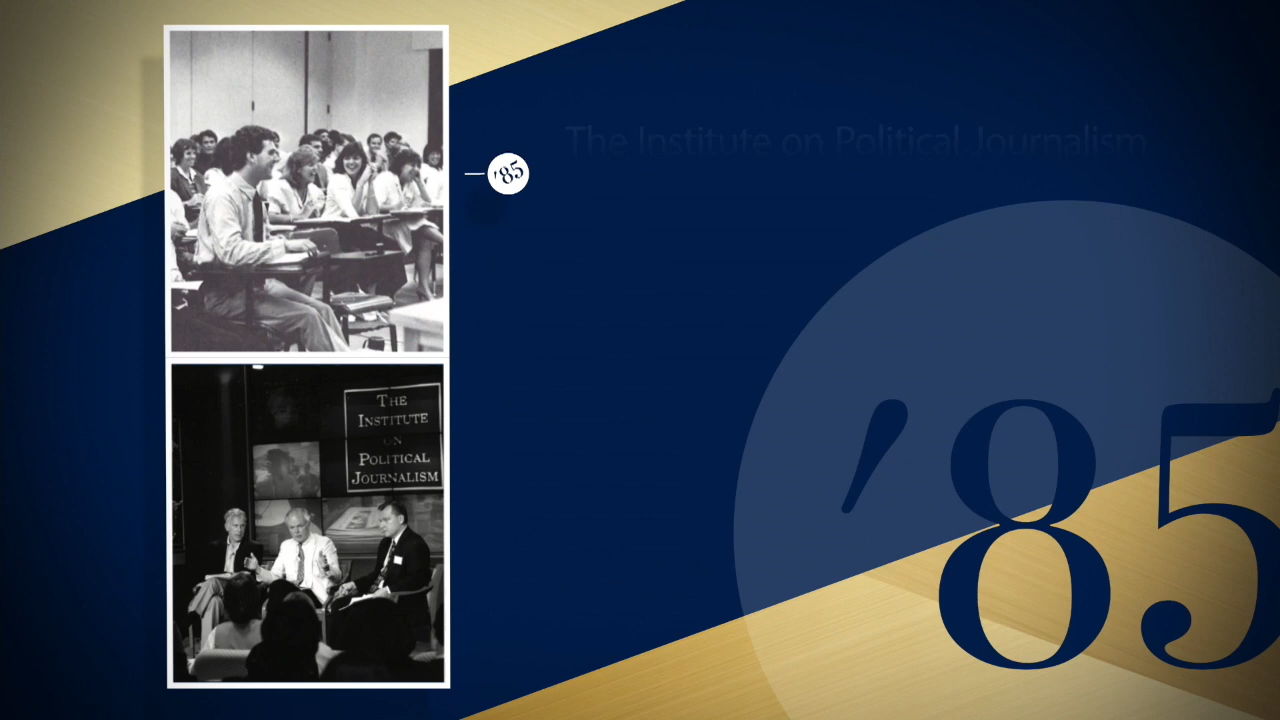 The Institute on Political Journalism
'85
THE
INSTITUTE
ON
POLITICAL
JOURNALISM
'85